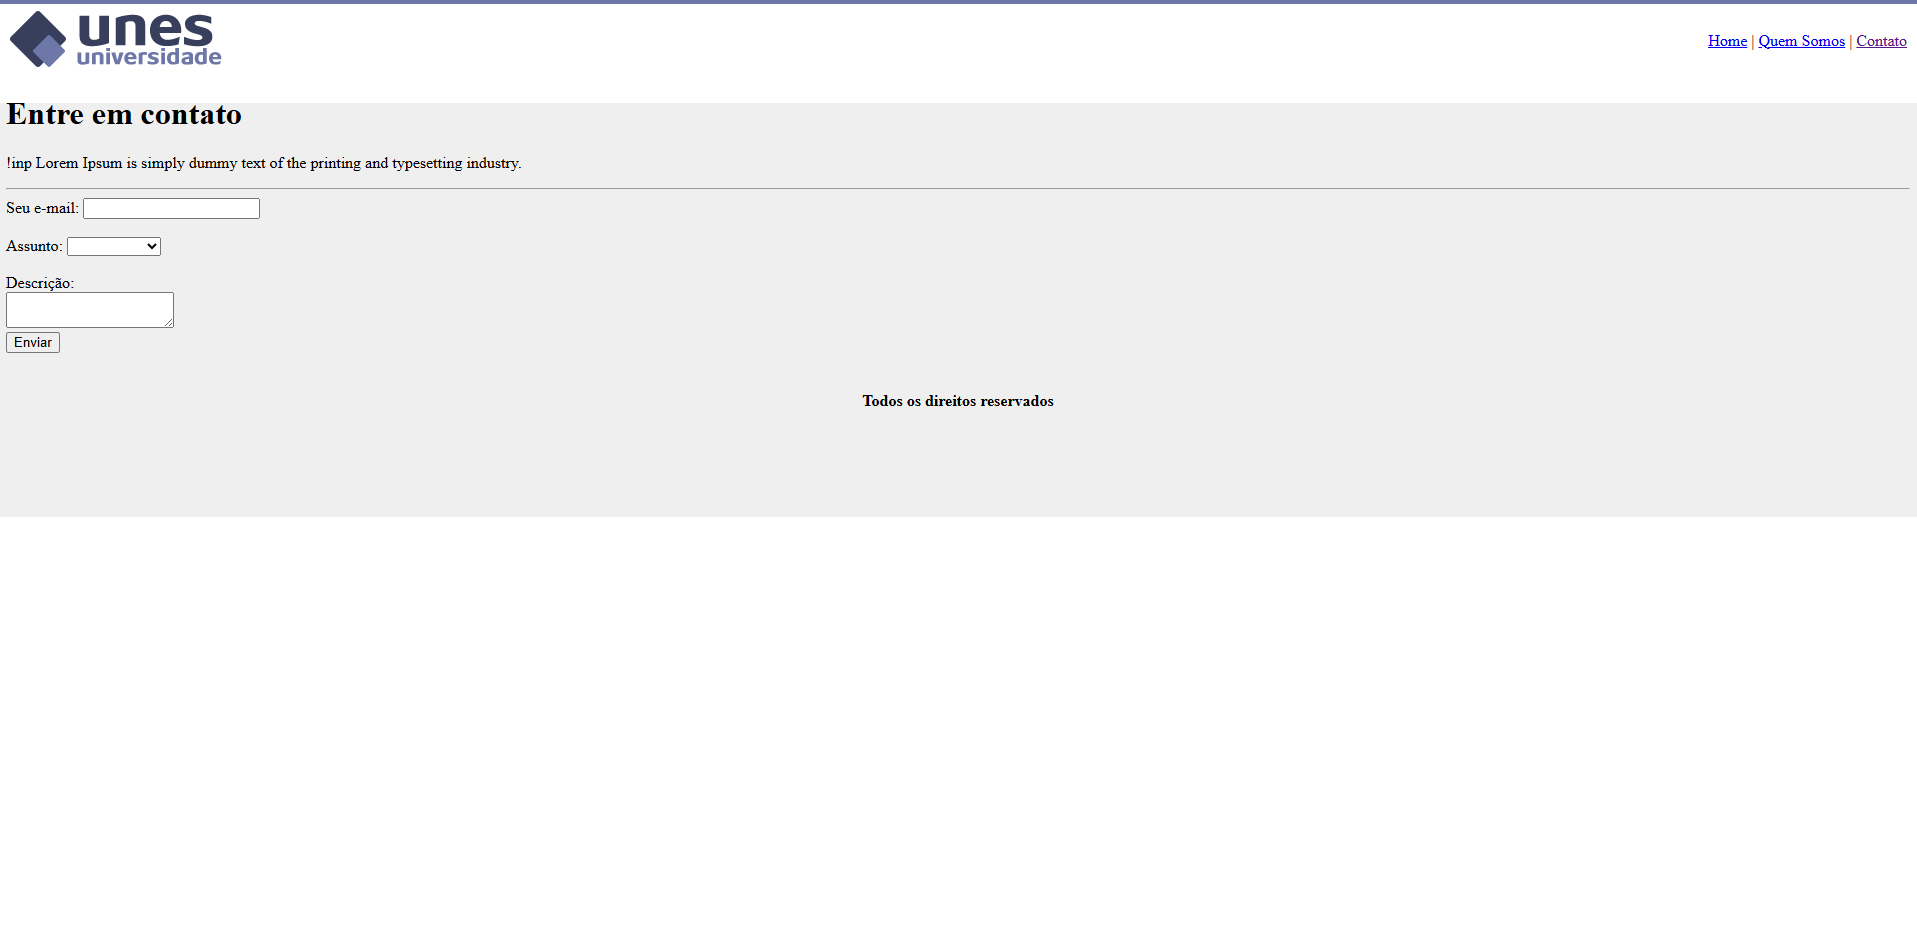 unes
universidade
Home | Quem Somos | Contato
Entre em contato
!inp Lorem Ipsum is simply dummy text of the printing and typesetting industry.
Seu e-mail:
Assunto:
Descrição:
Enviar
Todos os direitos reservados